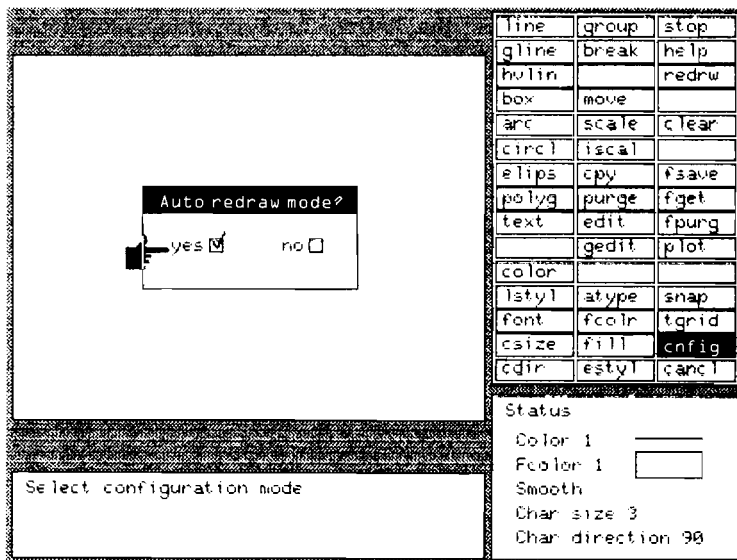 line group stop
gline break help
hvlin redrw
box move
arc scale clear
circl iscal
elips cpy fsave
polyg purge fget
text edit fpurg
gedit plot
color
lstyl atype snap
font fcolr tgrid
csize fill cnfig
cdir estyl cancl
Auto redraw mode?
yes no
Status
Color 1
Fcolor 1
Smooth
Char size 3
Char direction 90
Select configuration mode